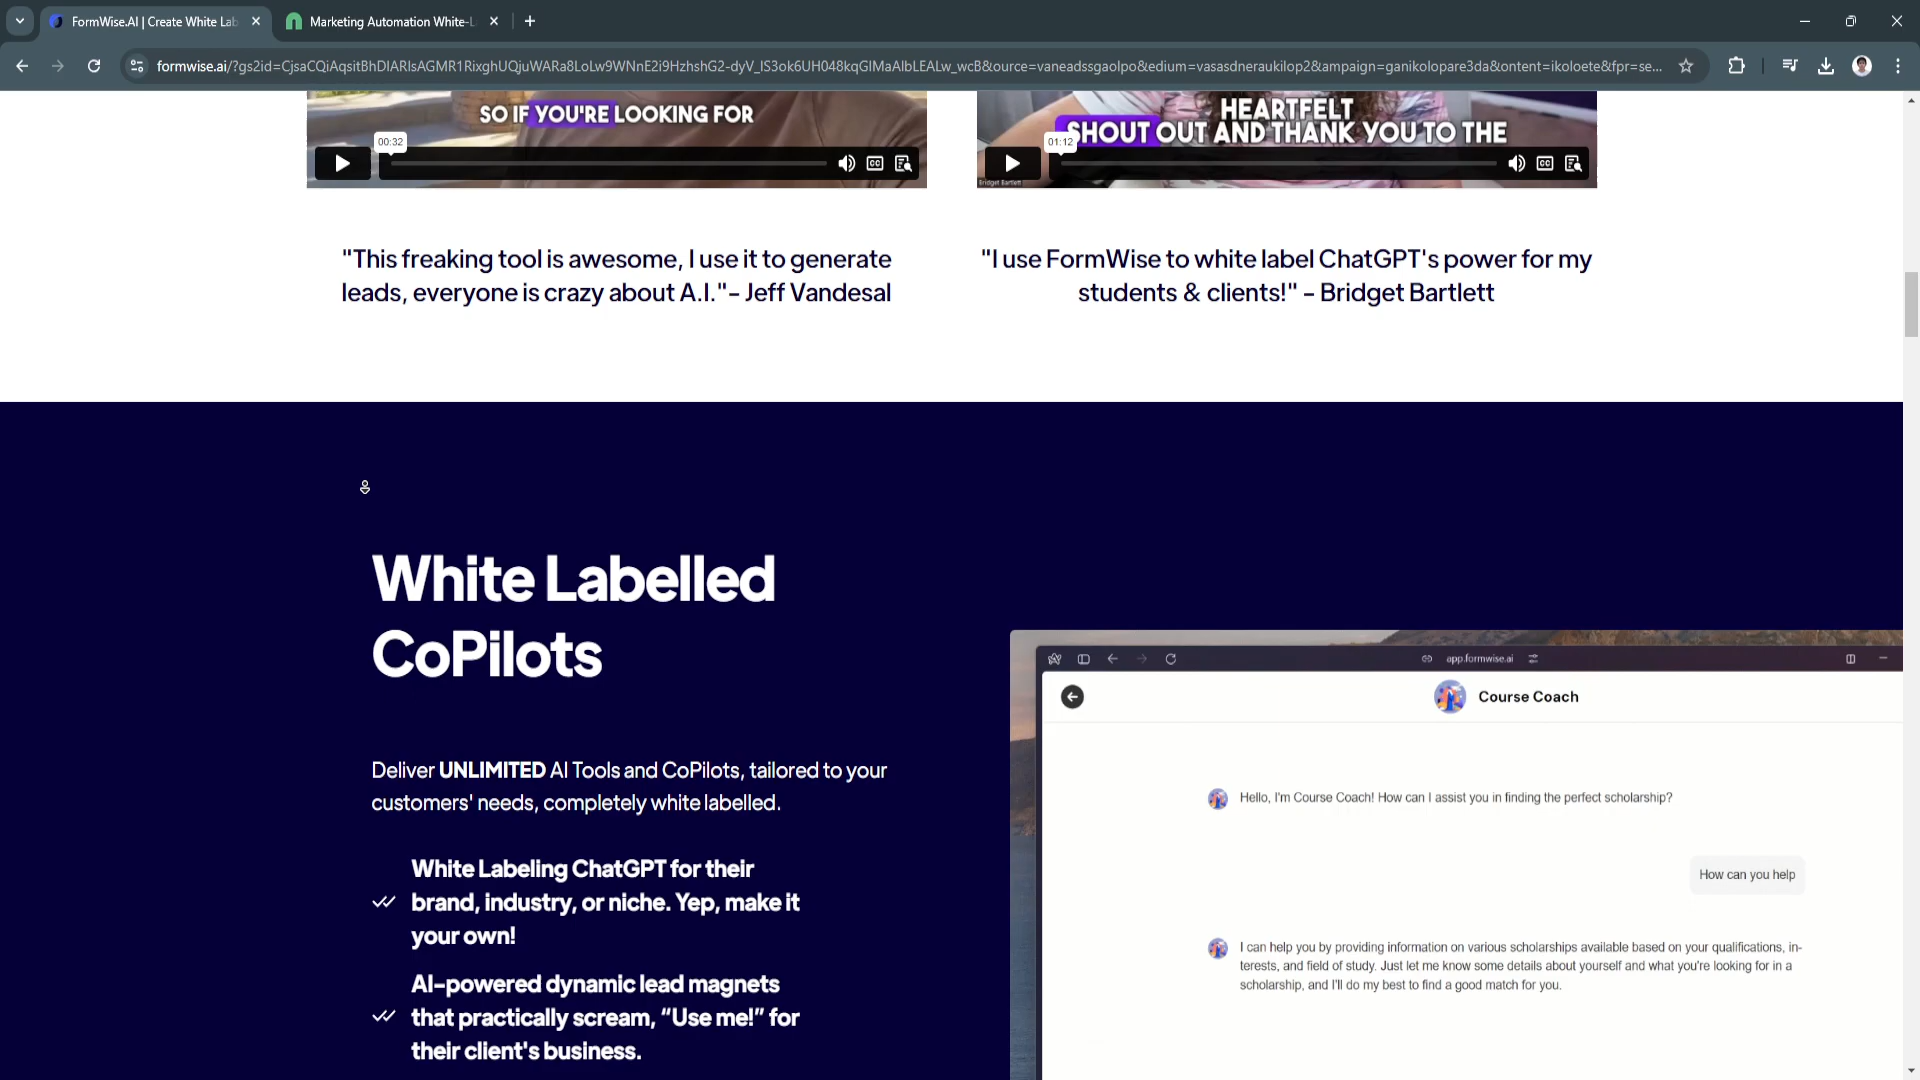 FormWise.AI | Create White Lab
Marketing Automation White-L
formwise.ai/?gs2id=CjsaCQiAqsitBhDIARIsAGMR1RixghUQjuWARa8LoLw9WNnE2i9HzhshG2-dyV_IS3ok6UH048kqGlMaAlbLEALw_wcB&ource=vaneadssgaolpo&edium=vasasdneraukilop2&ampaign=ganikolopare3da&ontent=ikoloete&fpr=se...
SO IF YOU'RE LOOKING FOR
00:32
CC
HEARTFELT
SHOUT OUT AND THANK YOU TO THE
01:12
CC
Bridget Bartlett
"This freaking tool is awesome, I use it to generate
leads, everyone is crazy about A.I."- Jeff Vandesal
"I use FormWise to white label ChatGPT's power for my
students & clients!" - Bridget Bartlett
White Labelled
CoPilots
Deliver UNLIMITED AI Tools and CoPilots, tailored to your
customers' needs, completely white labelled.
White Labeling ChatGPT for their
brand, industry, or niche. Yep, make it
your own!
AI-powered dynamic lead magnets
that practically scream, “Use me!” for
their client's business.
app.formwise.ai
Course Coach
Hello, I'm Course Coach! How can I assist you in finding the perfect scholarship?
How can you help
I can help you by providing information on various scholarships available based on your qualifications, in-
terests, and field of study. Just let me know some details about yourself and what you're looking for in a
scholarship, and I'll do my best to find a good match for you.